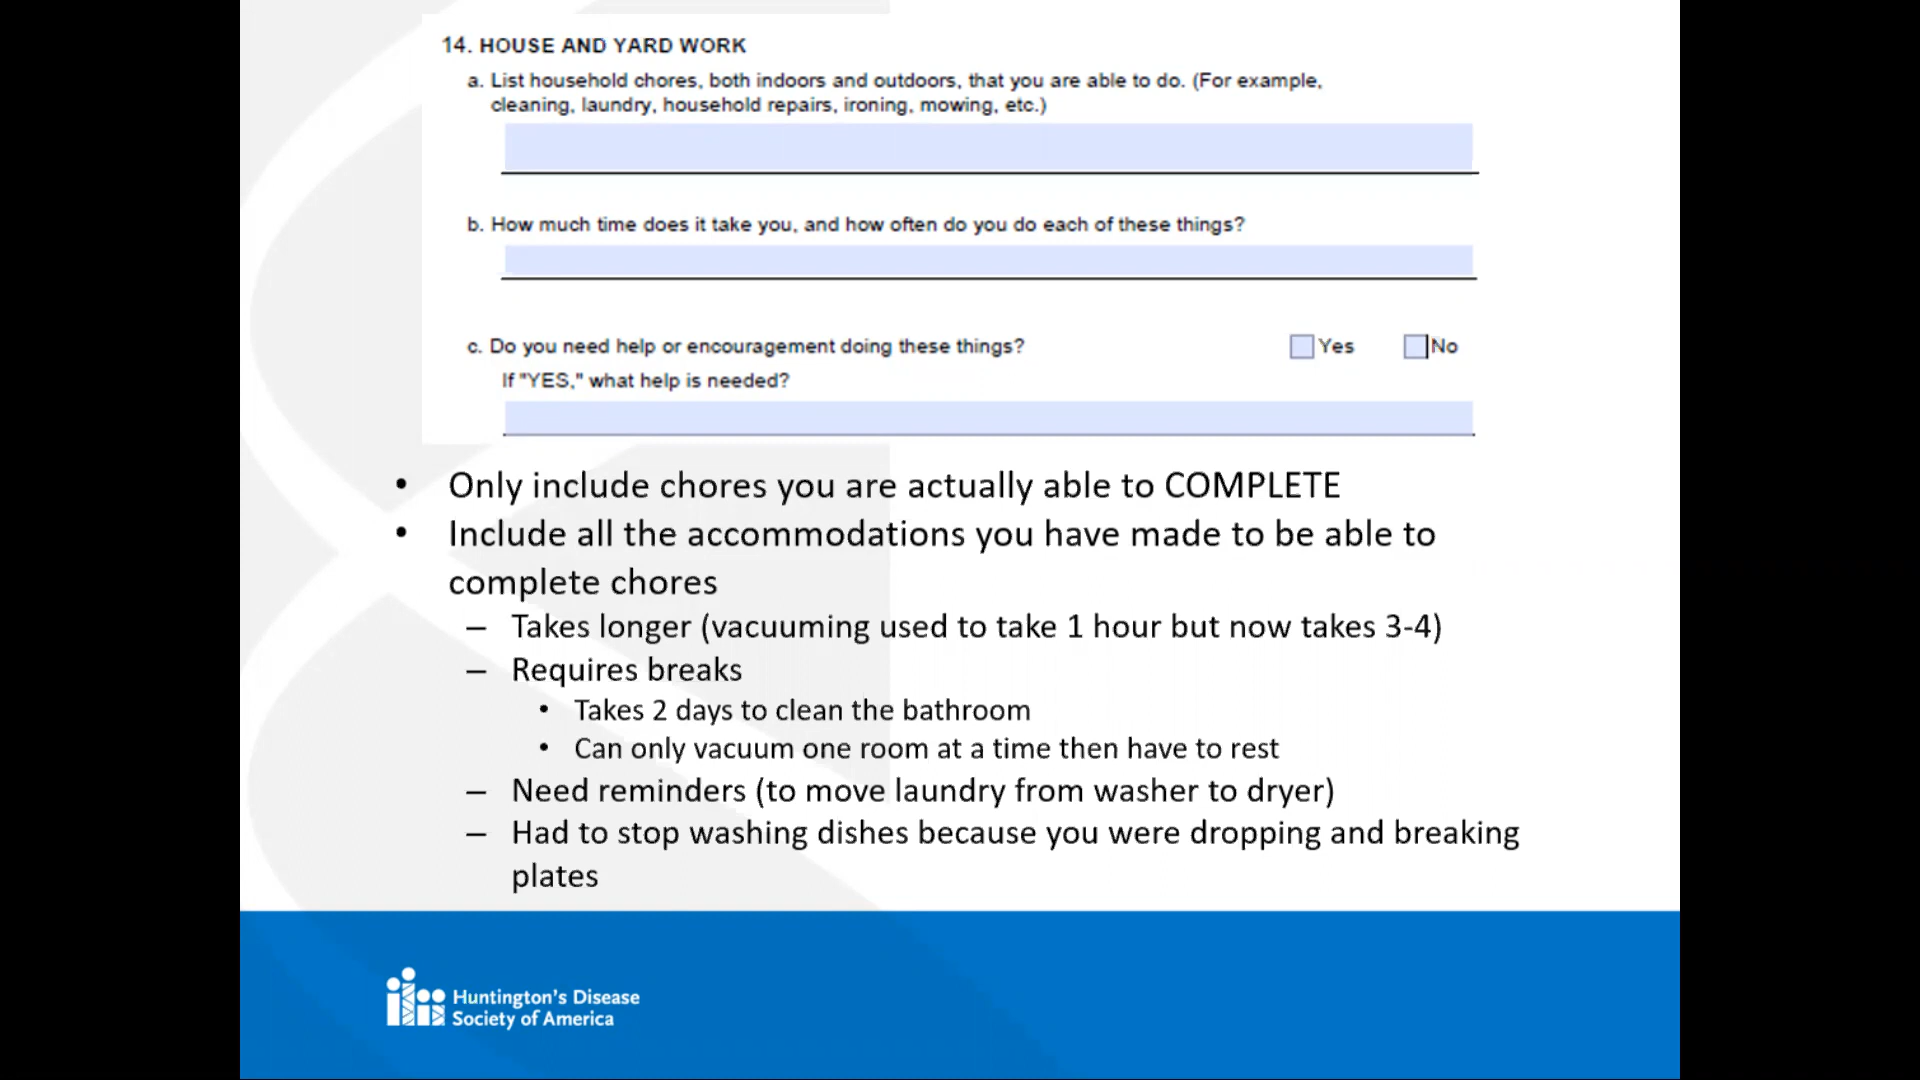 14. HOUSE AND YARD WORK
a. List household chores, both indoors and outdoors, that you are able to do. (For example,
cleaning, laundry, household repairs, ironing, mowing, etc.)
b. How much time does it take you, and how often do you do each of these things?
c. Do you need help or encouragement doing these things? Yes No
If "YES," what help is needed?
• Only include chores you are actually able to COMPLETE
• Include all the accommodations you have made to be able to
complete chores
– Takes longer (vacuuming used to take 1 hour but now takes 3-4)
– Requires breaks
• Takes 2 days to clean the bathroom
• Can only vacuum one room at a time then have to rest
– Need reminders (to move laundry from washer to dryer)
– Had to stop washing dishes because you were dropping and breaking
plates
Huntington's Disease
Society of America